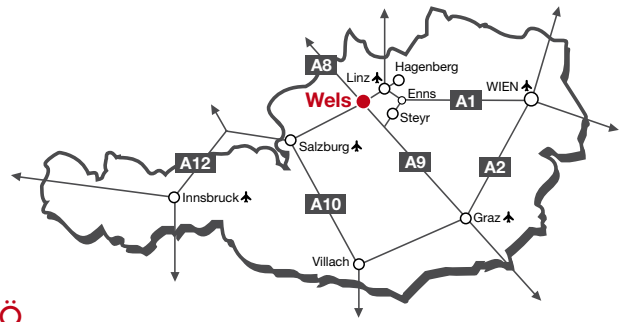 A8
Hagenberg
Linz
WIEN
Wels
Enns
A1
Steyr
Salzburg
A12
A9
A2
Innsbruck
A10
Graz
Villach
Ö